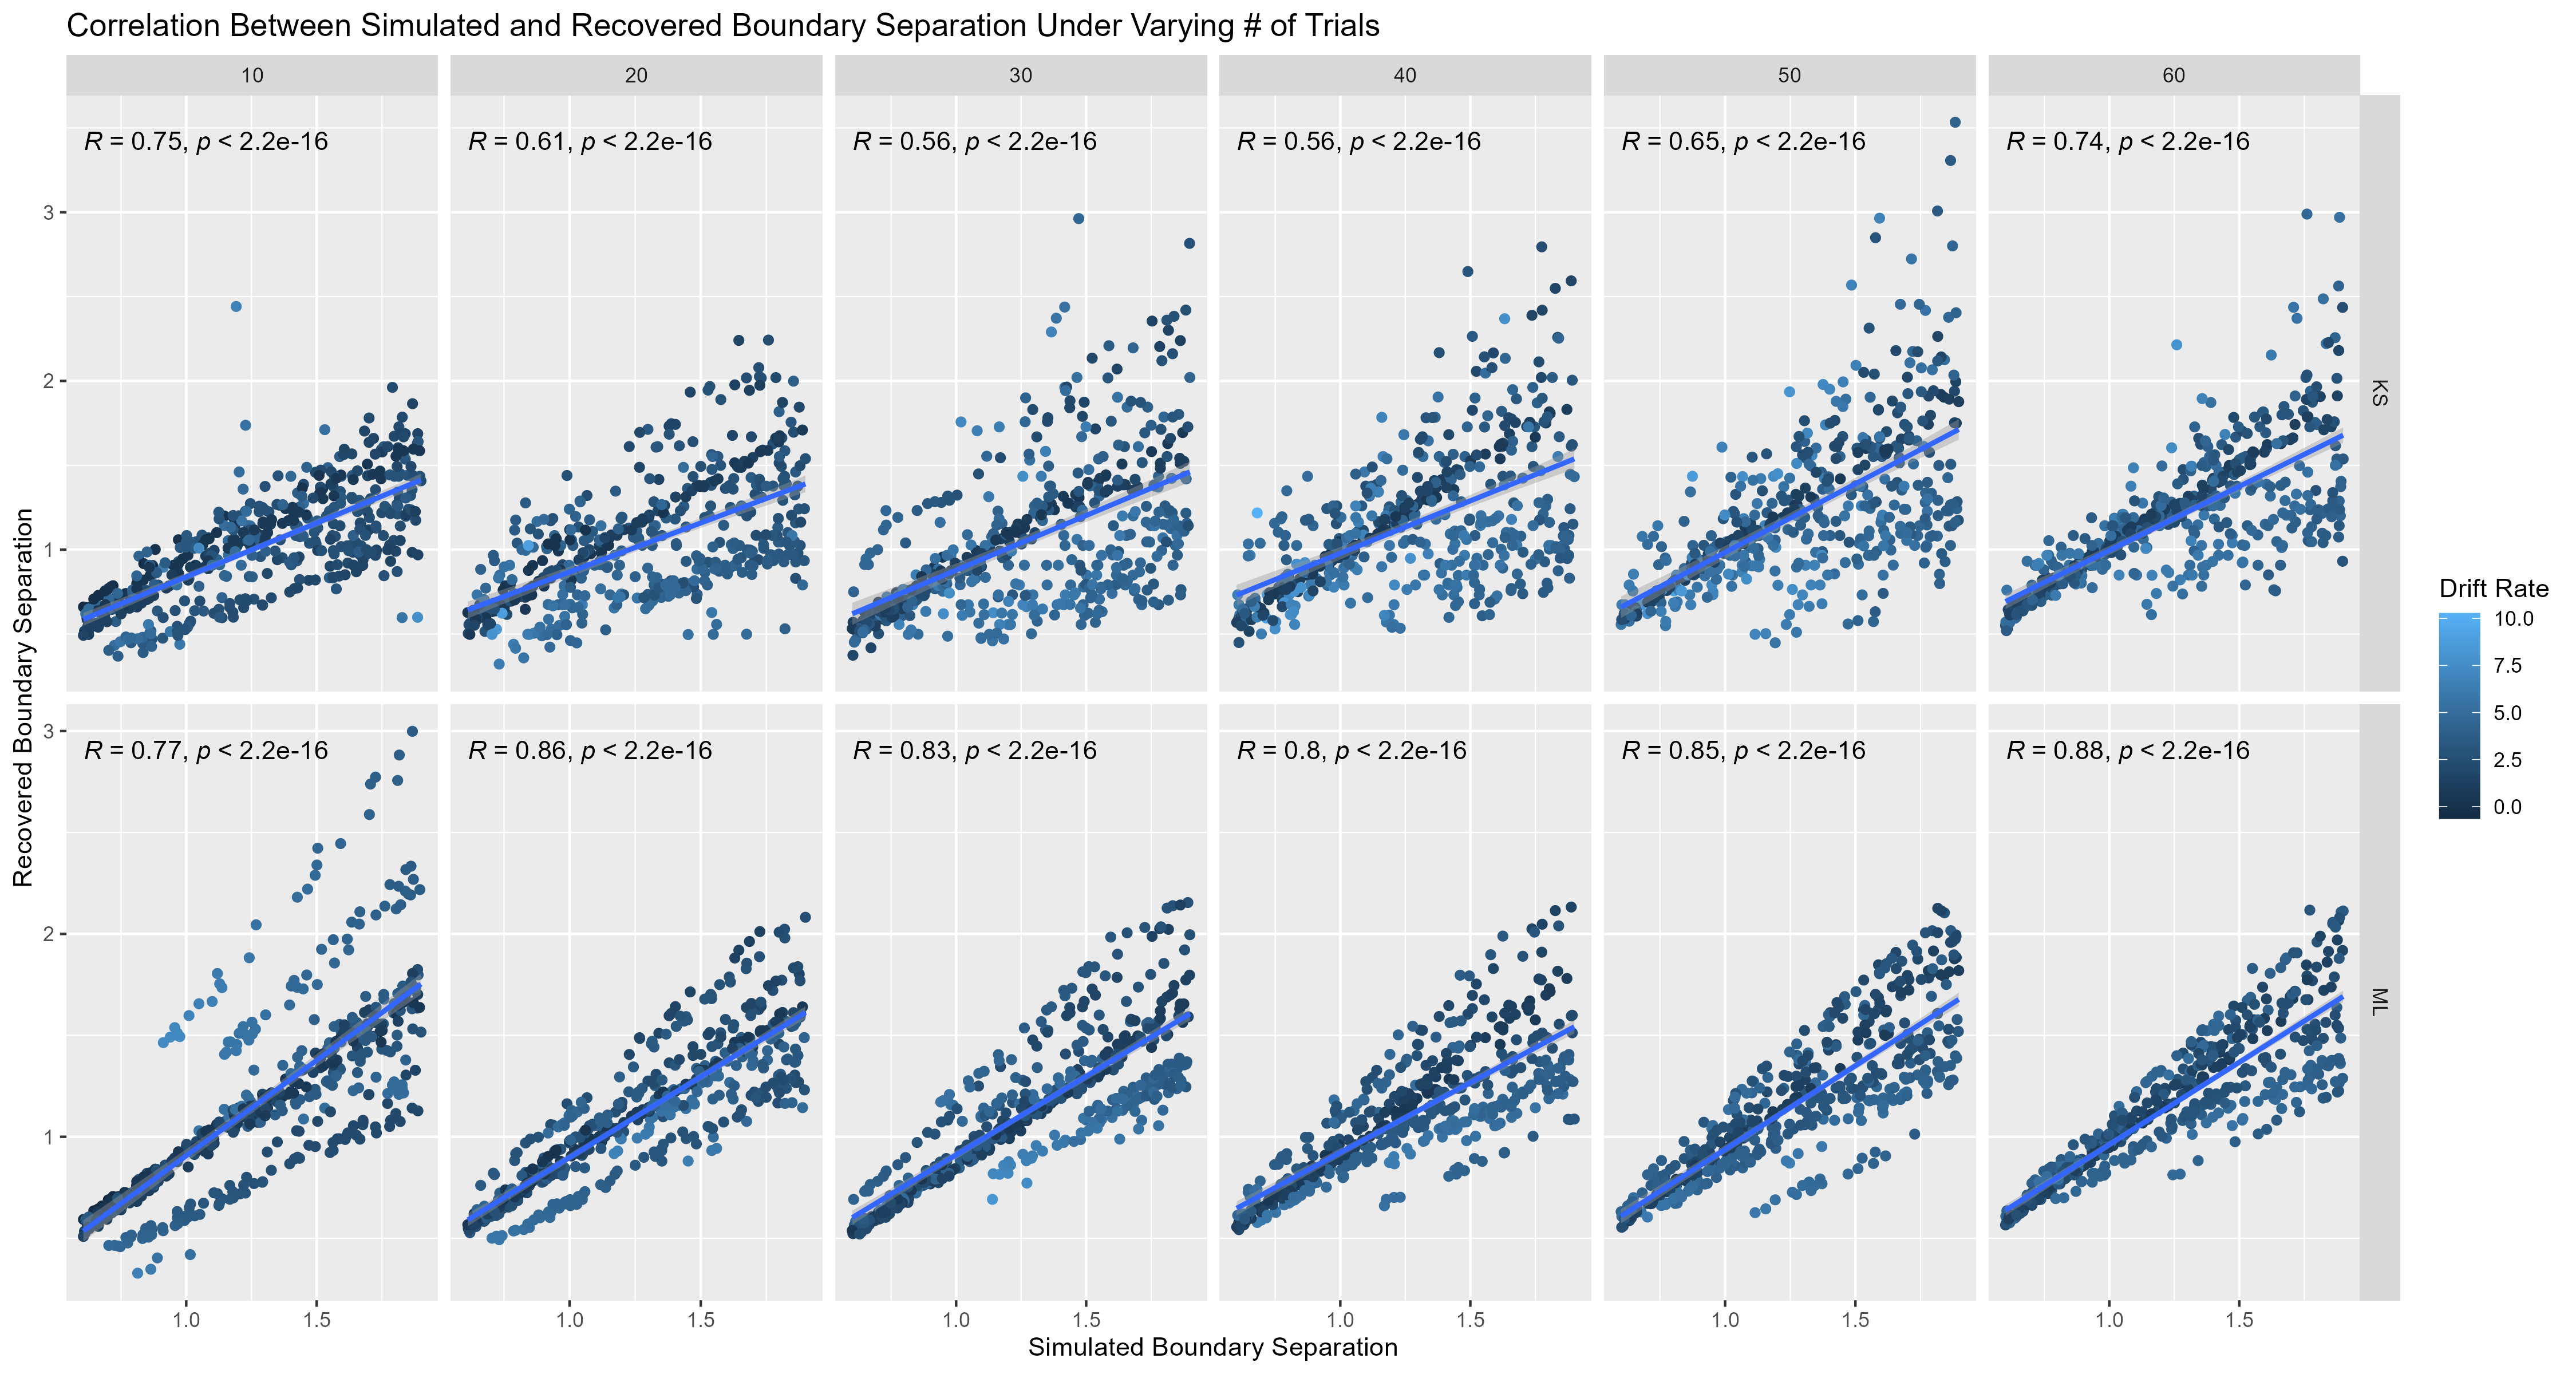 Correlation Between Simulated and Recovered Boundary Separation Under Varying # of Trials
10 20 30 40 50 60
R = 0.75, p < 2.2e-16 R = 0.61, p < 2.2e-16 R = 0.56, p < 2.2e-16 R = 0.56, p < 2.2e-16 R = 0.65, p < 2.2e-16 R = 0.74, p < 2.2e-16
3
2
1
KS
Recovered Boundary Separation
R = 0.77, p < 2.2e-16 R = 0.86, p < 2.2e-16 R = 0.83, p < 2.2e-16 R = 0.8, p < 2.2e-16 R = 0.85, p < 2.2e-16 R = 0.88, p < 2.2e-16
3
2
1
ML
1.0 1.5 1.0 1.5 1.0 1.5 1.0 1.5 1.0 1.5 1.0 1.5
Simulated Boundary Separation
Drift Rate
10.0
7.5
5.0
2.5
0.0